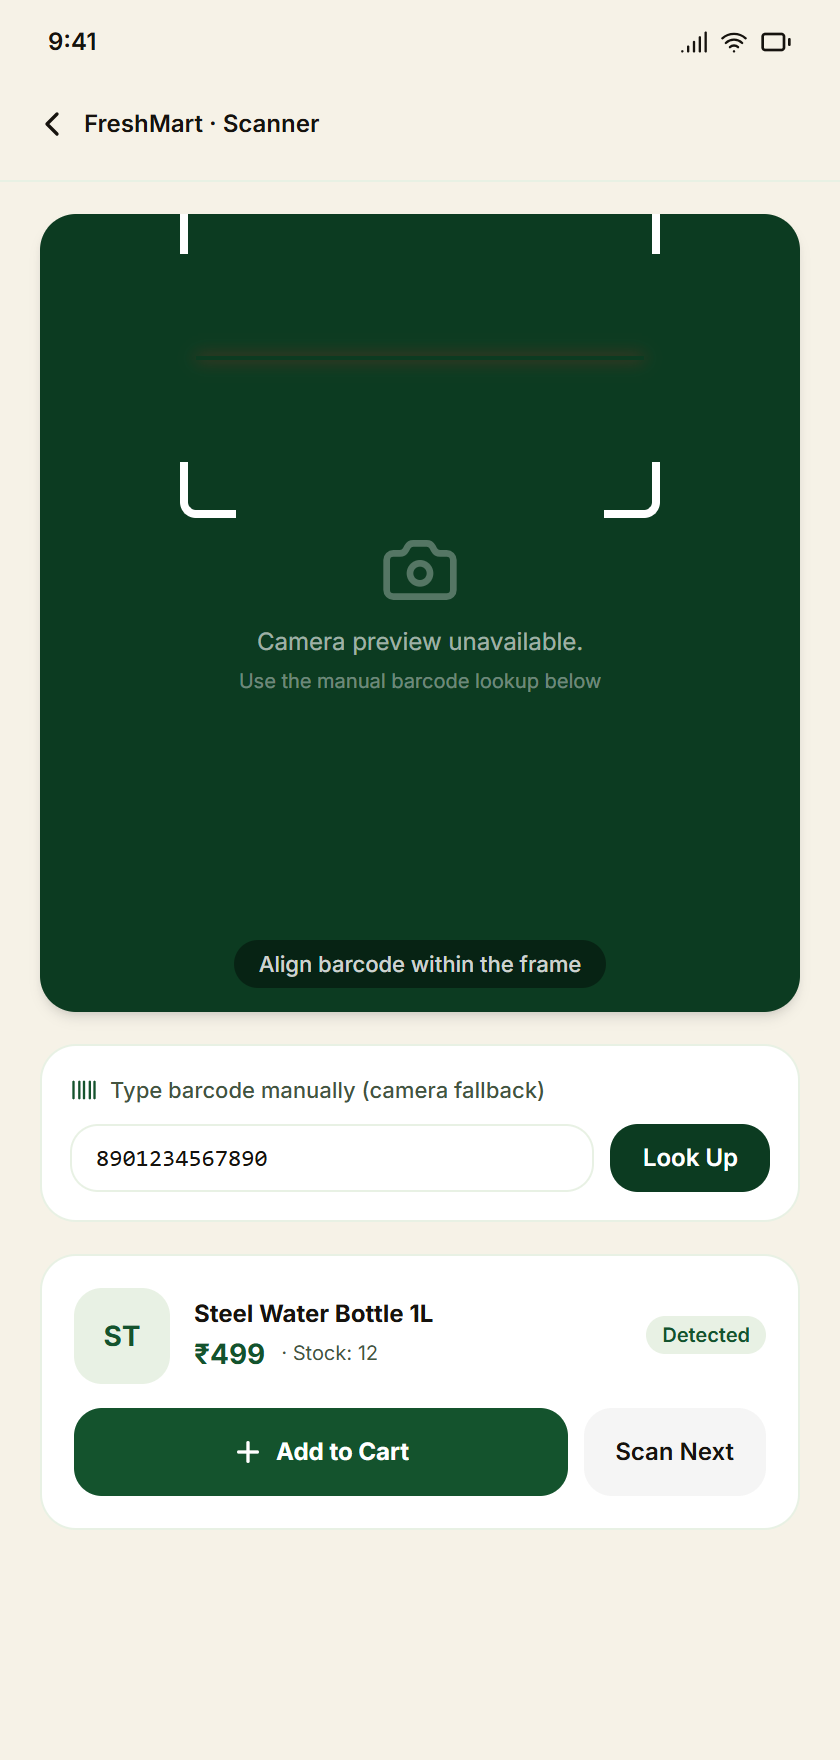 9:41
FreshMart · Scanner
Camera preview unavailable.
Use the manual barcode lookup below
Align barcode within the frame
Type barcode manually (camera fallback)
8901234567890
Look Up
ST
Steel Water Bottle 1L
₹499 · Stock: 12
Detected
Add to Cart
Scan Next